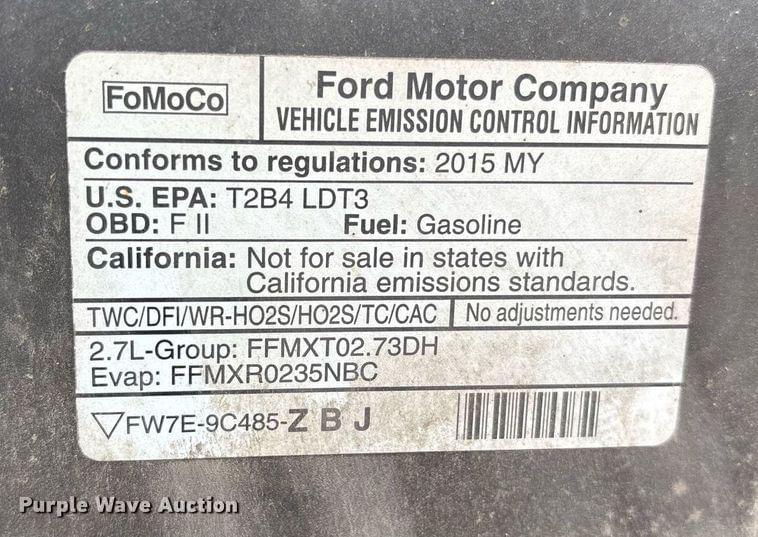 FoMoCo
Ford Motor Company
VEHICLE EMISSION CONTROL INFORMATION
Conforms to regulations: 2015 MY
U.S. EPA: T2B4 LDT3
OBD: F II Fuel: Gasoline
California: Not for sale in states with
California emissions standards.
TWC/DFI/WR-HO2S/HO2S/TC/CAC No adjustments needed.
2.7L-Group: FFMXT02.73DH
Evap: FFMXR0235NBC
▽FW7E-9C485-Z B J
Purple Wave Auction